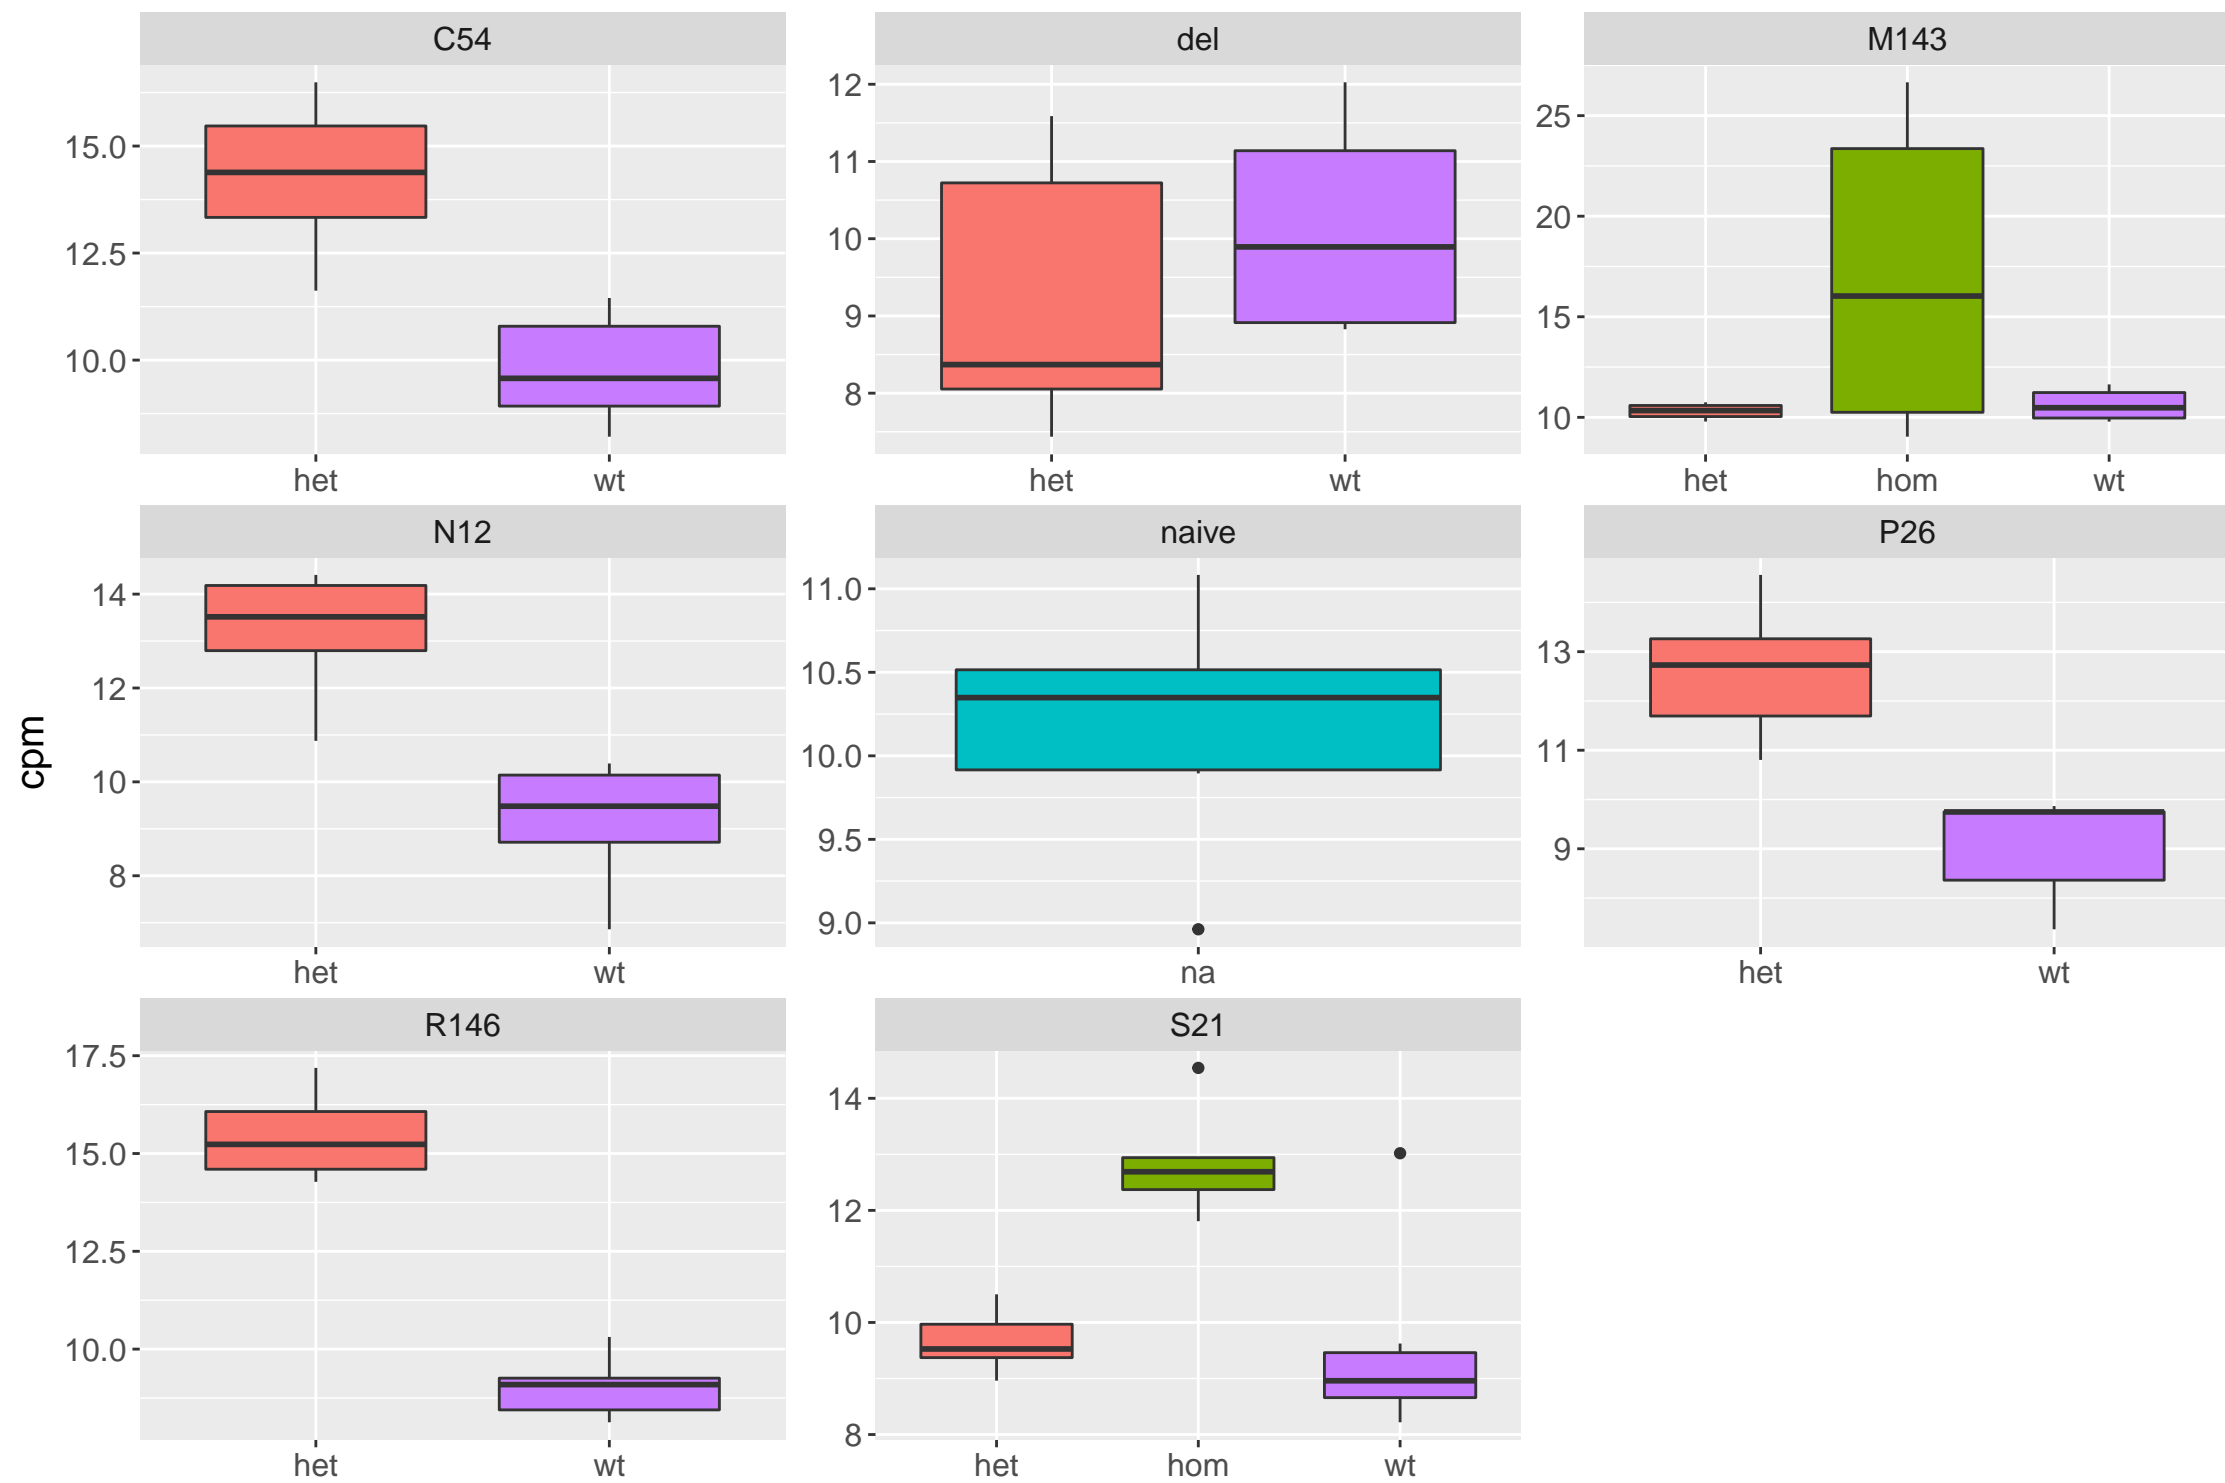 C54
del
M143
15.0
12.5
10.0
het
wt
12
11
10
9
8
het
wt
25
20
15
10
het
hom
wt
cpm
N12
naive
P26
14
12
10
8
het
wt
11.0
10.5
10.0
9.5
9.0
na
13
11
9
het
wt
R146
S21
17.5
15.0
12.5
10.0
het
wt
14
12
10
8
het
hom
wt